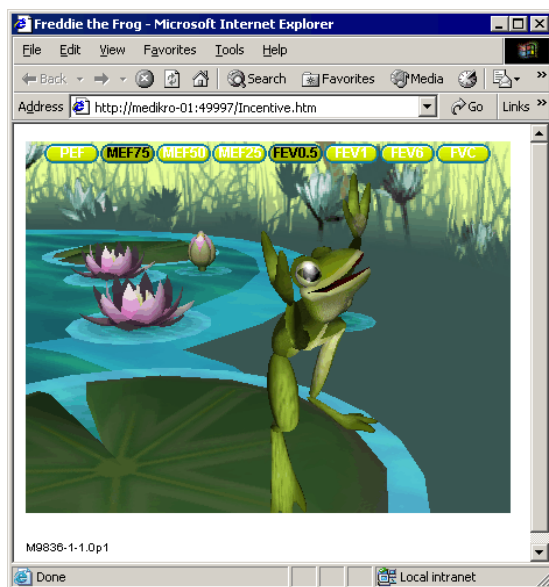 Freddie the Frog - Microsoft Internet Explorer
File Edit View Favorites Tools Help
Back Search Favorites Media »
Address http://medikro-01:49997/Incentive.htm Go Links »
PEF MEF75 MEF50 MEF25 FEV0.5 FEV1 FEV6 FVC
M9836-1-1.0p1
Done Local intranet